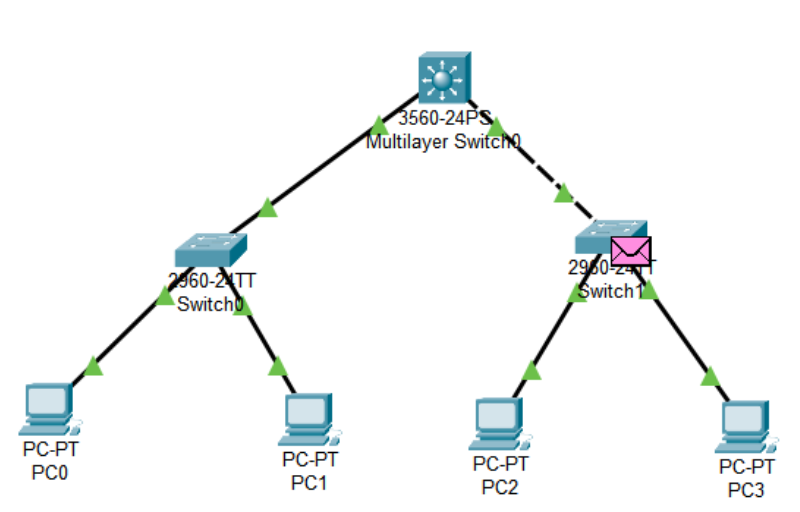 3560-24PS
Multilayer Switch0
2960-24TT
Switch0
2960-24TT
Switch1
PC-PT
PC0
PC-PT
PC1
PC-PT
PC2
PC-PT
PC3